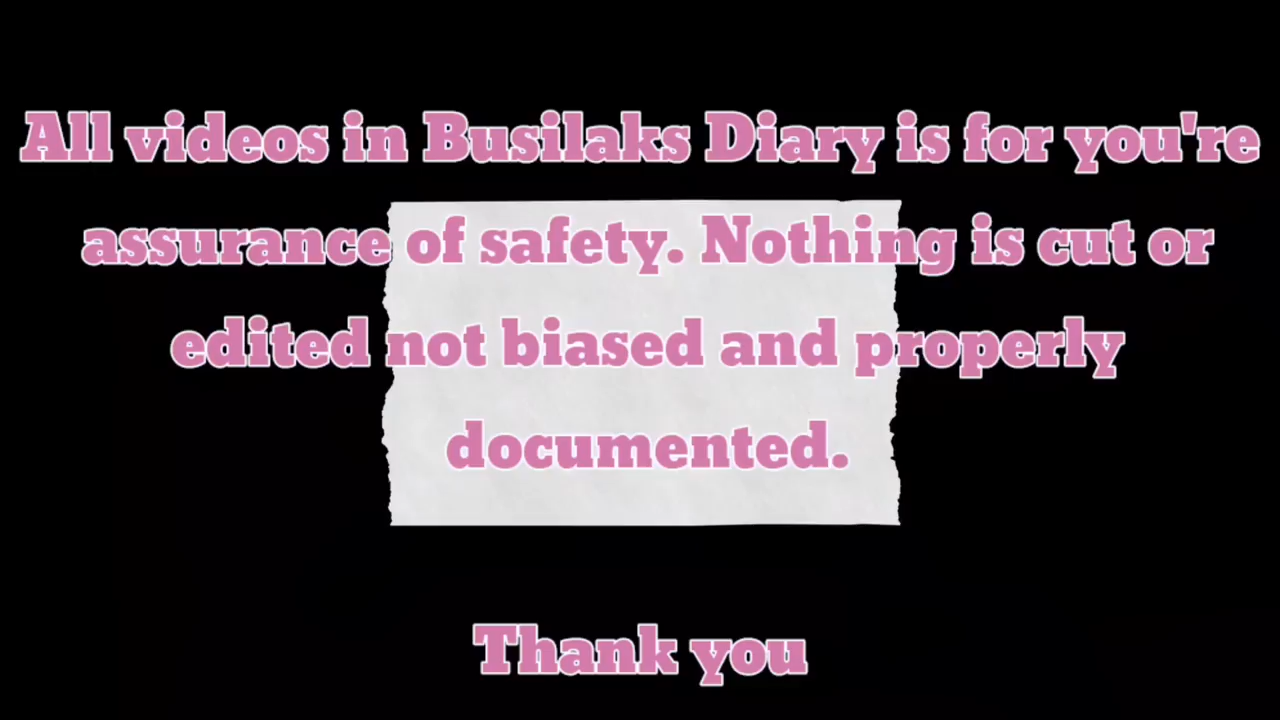 All videos in Busilaks Diary is for you're
assurance of safety. Nothing is cut or
edited not biased and properly
documented.
Thank you